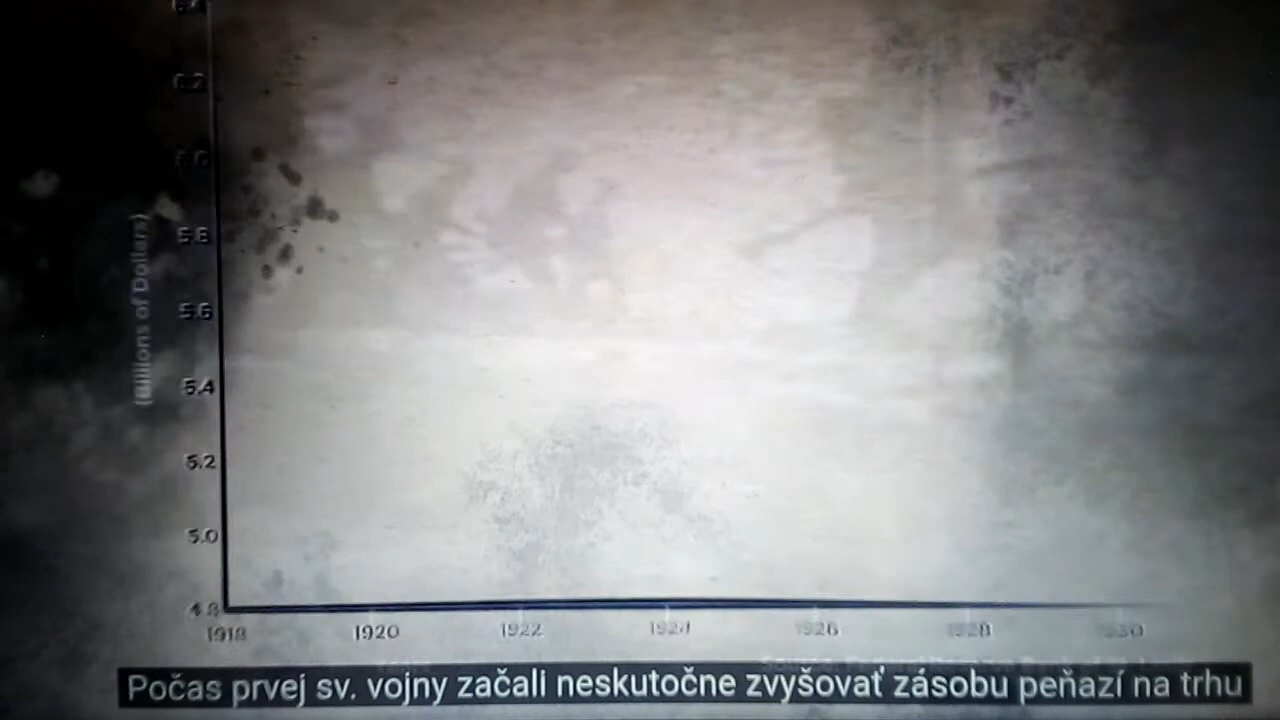 6.2
6.0
5.8
5.6
5.4
5.2
5.0
4.8
(Billions of Dollars)
1918 1920 1922 1924 1926 1928 1930
Počas prvej sv. vojny začali neskutočne zvyšovať zásobu peňazí na trhu